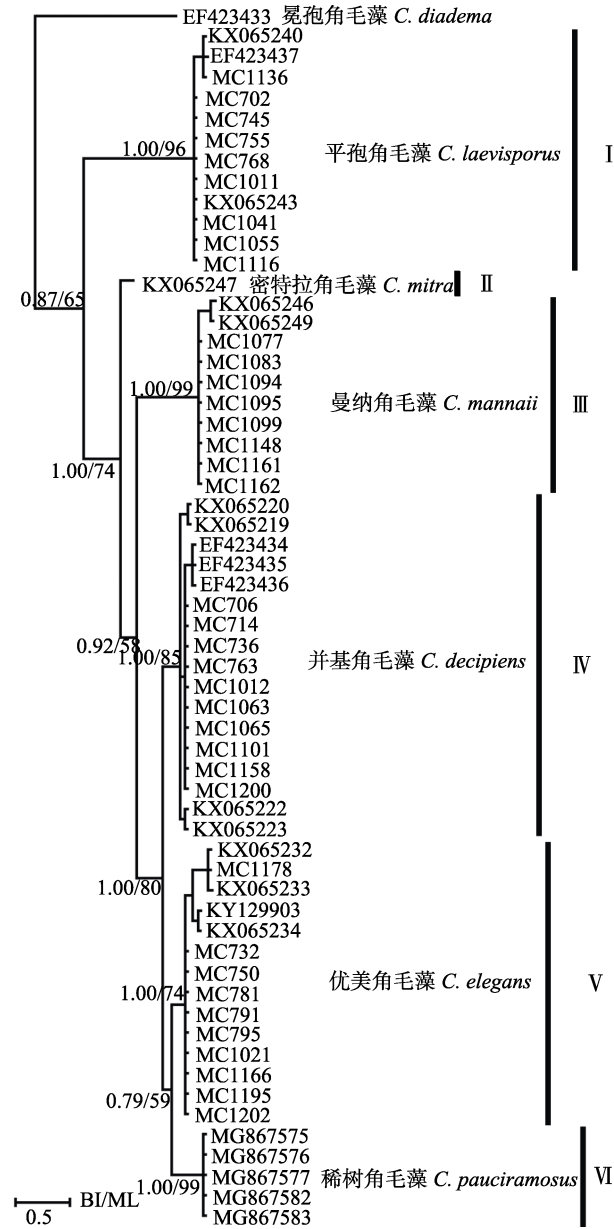 EF423433 冕孢角毛藻 C. diadema
KX065240
EF423437
MC1136
MC702
MC745
MC755
1.00/96
MC768
平孢角毛藻 C. laevisporus
I
MC1011
KX065243
MC1041
MC1055
MC1116
KX065247 密特拉角毛藻 C. mitra
II
0.87/65
KX065246
KX065249
MC1077
MC1083
1.00/99
MC1094
MC1095
曼纳角毛藻 C. mannaii
III
MC1099
MC1148
MC1161
1.00/74
MC1162
KX065220
KX065219
EF423434
EF423435
EF423436
MC706
MC714
MC736
0.92/58
1.00/85
MC763
并基角毛藻 C. decipiens
IV
MC1012
MC1063
MC1065
MC1101
MC1158
MC1200
KX065222
KX065223
KX065232
MC1178
1.00/80
KX065233
KY129903
KX065234
MC732
MC750
优美角毛藻 C. elegans
V
1.00/74
MC781
MC791
MC795
MC1021
MC1166
0.79/59
MC1195
MC1202
MG867575
MG867576
MG867577
稀树角毛藻 C. pauciramosus
VI
1.00/99
MG867582
MG867583
BI/ML
0.5